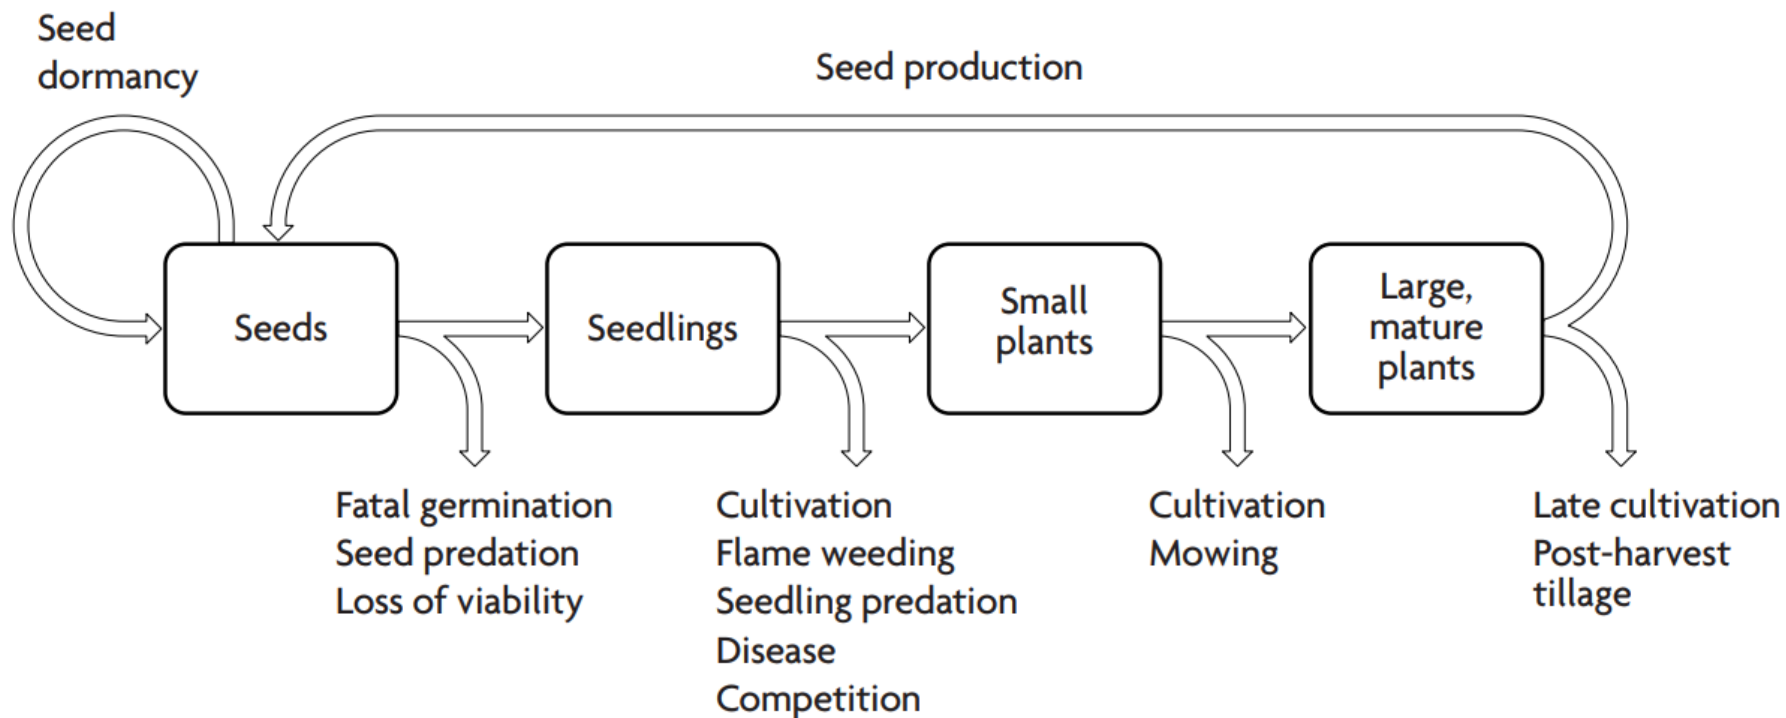 Seed
dormancy
Seed production
Seeds
Seedlings
Small
plants
Large,
mature
plants
Fatal germination
Seed predation
Loss of viability
Cultivation
Flame weeding
Seedling predation
Disease
Competition
Cultivation
Mowing
Late cultivation
Post-harvest
tillage